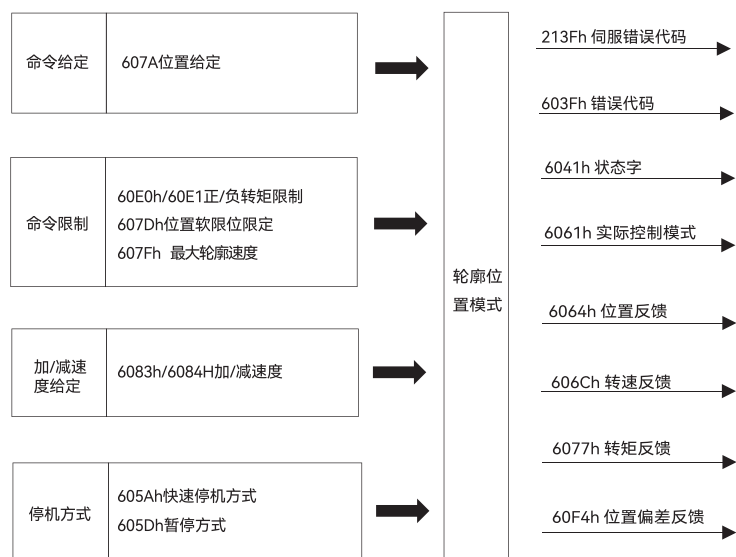 命令给定
607A位置给定
命令限制
60E0h/60E1正/负转矩限制
607Dh位置软限位限定
607Fh 最大轮廓速度
加/减速
度给定
6083h/6084H加/减速度
停机方式
605Ah快速停机方式
605Dh暂停方式
轮廓位
置模式
213Fh 伺服错误代码
603Fh 错误代码
6041h 状态字
6061h 实际控制模式
6064h 位置反馈
606Ch 转速反馈
6077h 转矩反馈
60F4h 位置偏差反馈